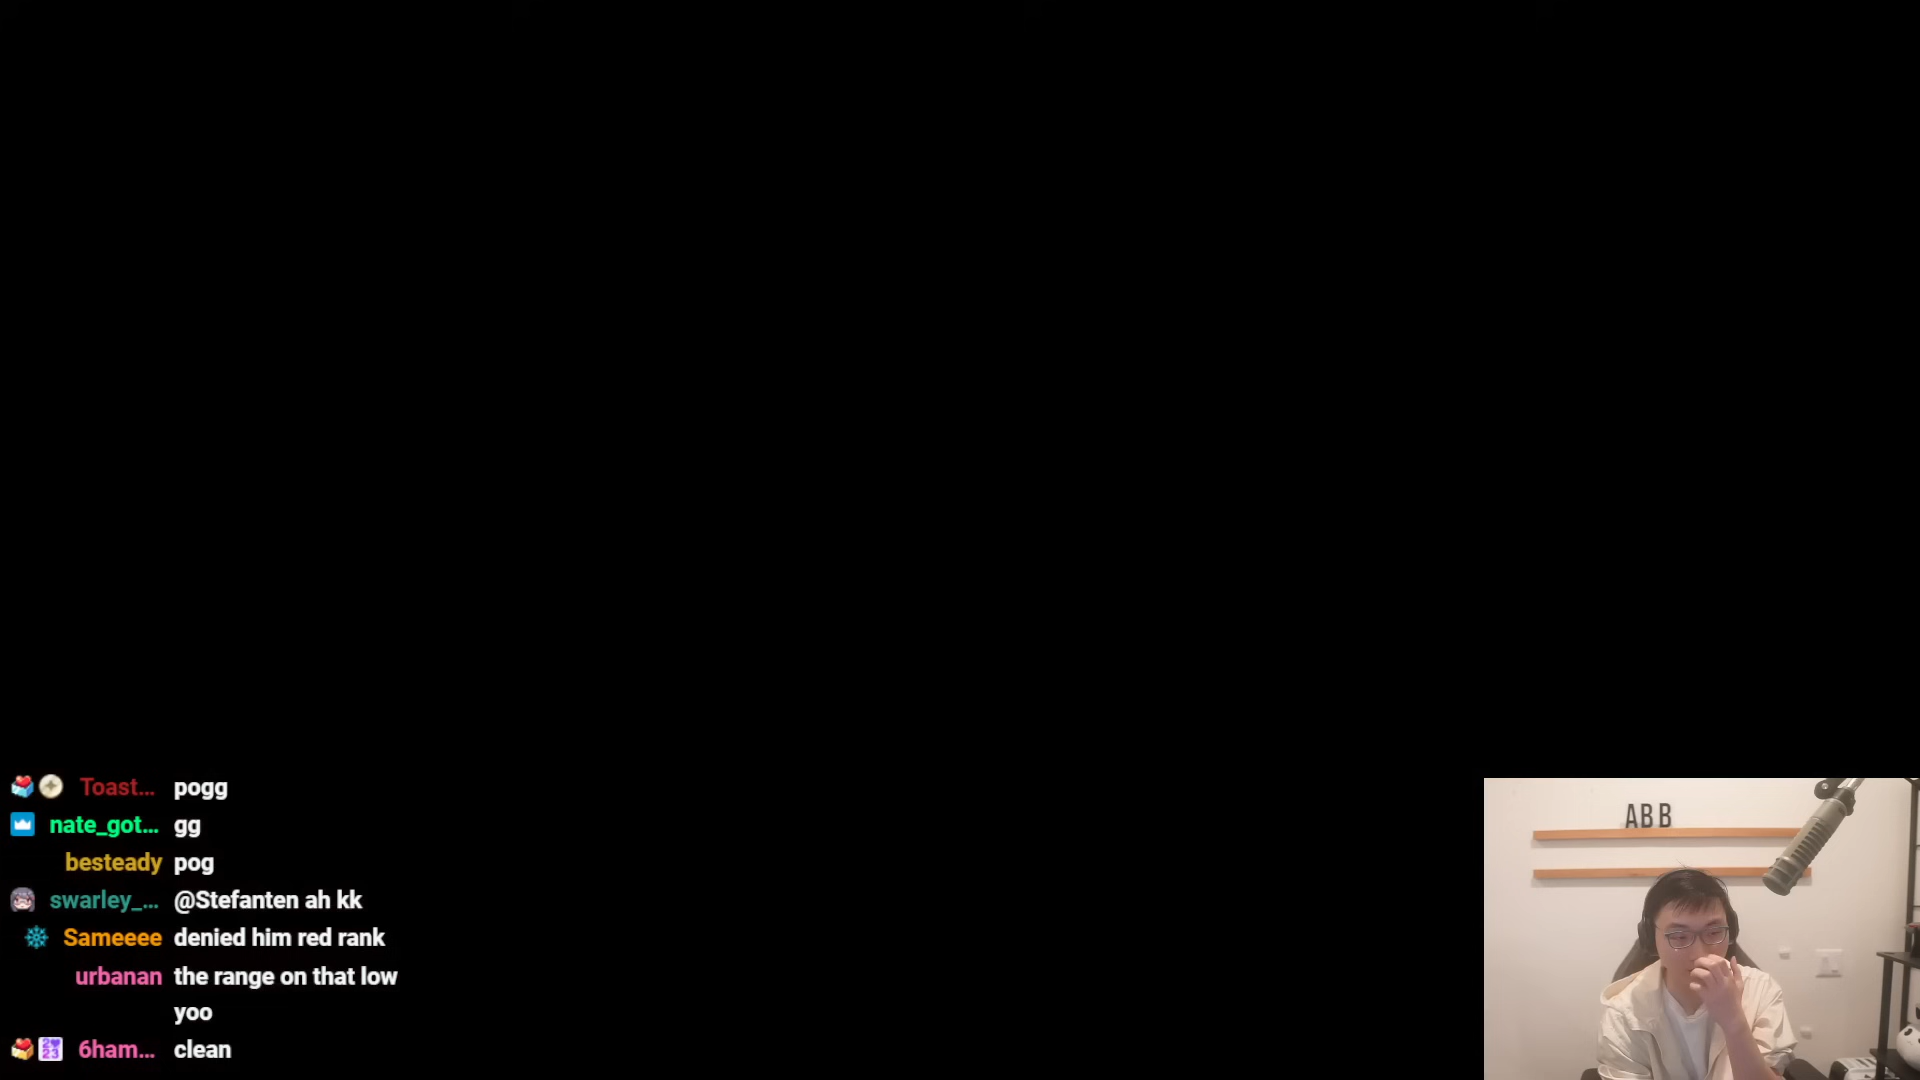 Toast... pogg
nate_got... gg
besteady pog
swarley_... @Stefanten ah kk
Sameeee denied him red rank
urbanan the range on that low
yoo
6ham... clean
ABB